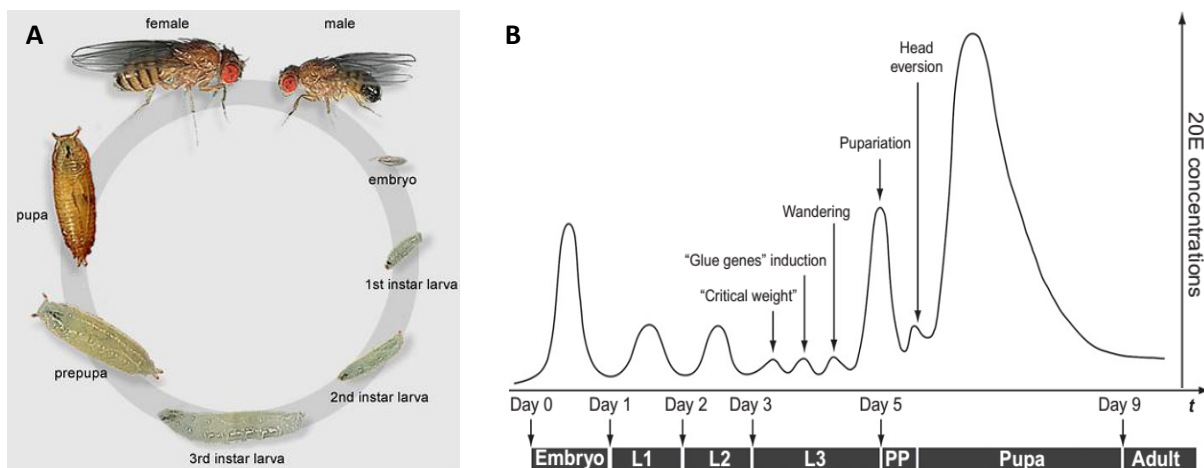 A
female
male
embryo
1st instar larva
2nd instar larva
3rd instar larva
prepupa
pupa
B
Head
eversion
Pupariation
Wandering
"Glue genes" induction
"Critical weight"
20E concentrations
Day 0
Day 1
Day 2
Day 3
Day 5
Day 9
t
Embryo
L1
L2
L3
PP
Pupa
Adult